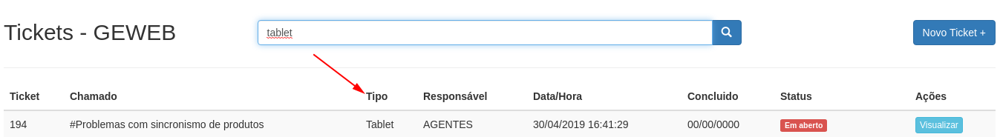 Tickets - GEWEB
tablet
Novo Ticket +
Ticket Chamado Tipo Responsável Data/Hora Concluido Status Ações
194 #Problemas com sincronismo de produtos Tablet AGENTES 30/04/2019 16:41:29 00/00/0000 Em aberto Visualizar